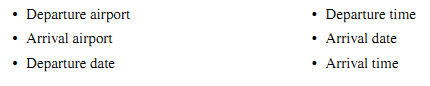 • Departure airport
• Arrival airport
• Departure date
• Departure time
• Arrival date
• Arrival time